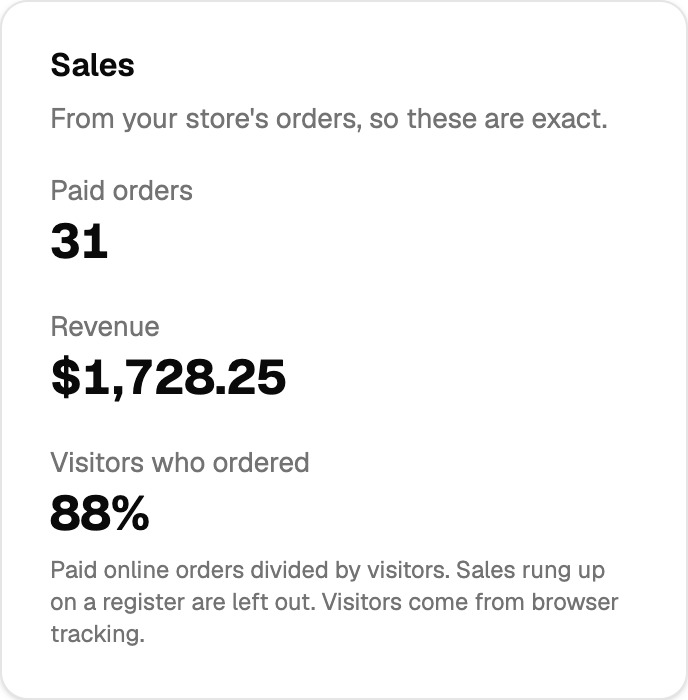 Sales
From your store's orders, so these are exact.
Paid orders
31
Revenue
$1,728.25
Visitors who ordered
88%
Paid online orders divided by visitors. Sales rung up
on a register are left out. Visitors come from browser
tracking.